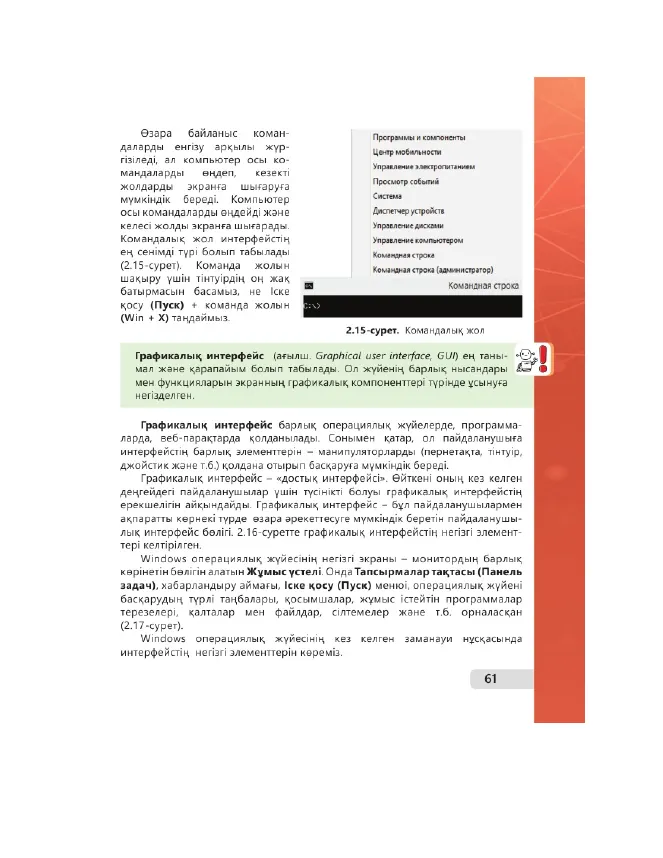 Өзара байланыс коман-
даларды енгізу арқылы жүр-
гізіледі, ал компьютер осы ко-
мандаларды өңдеп, кезекті
жолдарды экранға шығаруға
мүмкіндік береді. Компьютер
осы командаларды өңдейді және
келесі жолды экранға шығарады.
Командалық жол интерфейстің
ең сенімді түрі болып табылады
(2.15-сурет). Команда жолын
шақыру үшін тінтуірдің оң жақ
батырмасын басамыз, не Іске
қосу (Пуск) + команда жолын
(Win + X) таңдаймыз.
Программы и компоненты
Центр мобильности
Управление электропитанием
Просмотр событий
Система
Диспетчер устройств
Управление дисками
Управление компьютером
Командная строка
Командная строка (администратор)
Командная строка
C:\>
2.15-сурет. Командалық жол
Графикалық интерфейс (ағылш. Graphical user interface, GUI) ең таны-
мал және қарапайым болып табылады. Ол жүйенің барлық нысандары
мен функцияларын экранның графикалық компоненттері түрінде ұсынуға
негізделген.
Графикалық интерфейс барлық операциялық жүйелерде, программа-
ларда, веб-парақтарда қолданылады. Сонымен қатар, ол пайдаланушыға
интерфейстің барлық элементтерін – манипуляторларды (пернетақта, тінтуір,
джойстик және т.б.) қолдана отырып басқаруға мүмкіндік береді.
Графикалық интерфейс – «достық интерфейсі». Өйткені оның кез келген
деңгейдегі пайдаланушылар үшін түсінікті болуы графикалық интерфейстің
ерекшелігін айқындайды. Графикалық интерфейс – бұл пайдаланушылармен
ақпаратты көрнекі түрде өзара әрекеттесуге мүмкіндік беретін пайдаланушы-
лық интерфейс бөлігі. 2.16-суретте графикалық интерфейстің негізгі элемент-
тері келтірілген.
Windows операциялық жүйесінің негізгі экраны – монитордың барлық
көрінетін бөлігін алатын Жұмыс үстелі. Онда Тапсырмалар тақтасы (Панель
задач), хабарландыру аймағы, Іске қосу (Пуск) менюі, операциялық жүйені
басқарудың түрлі таңбалары, қосымшалар, жұмыс істейтін программалар
терезелері, қалталар мен файлдар, сілтемелер және т.б. орналасқан
(2.17-сурет).
Windows операциялық жүйесінің кез келген заманауи нұсқасында
интерфейстің негізгі элементтерін көреміз.
61